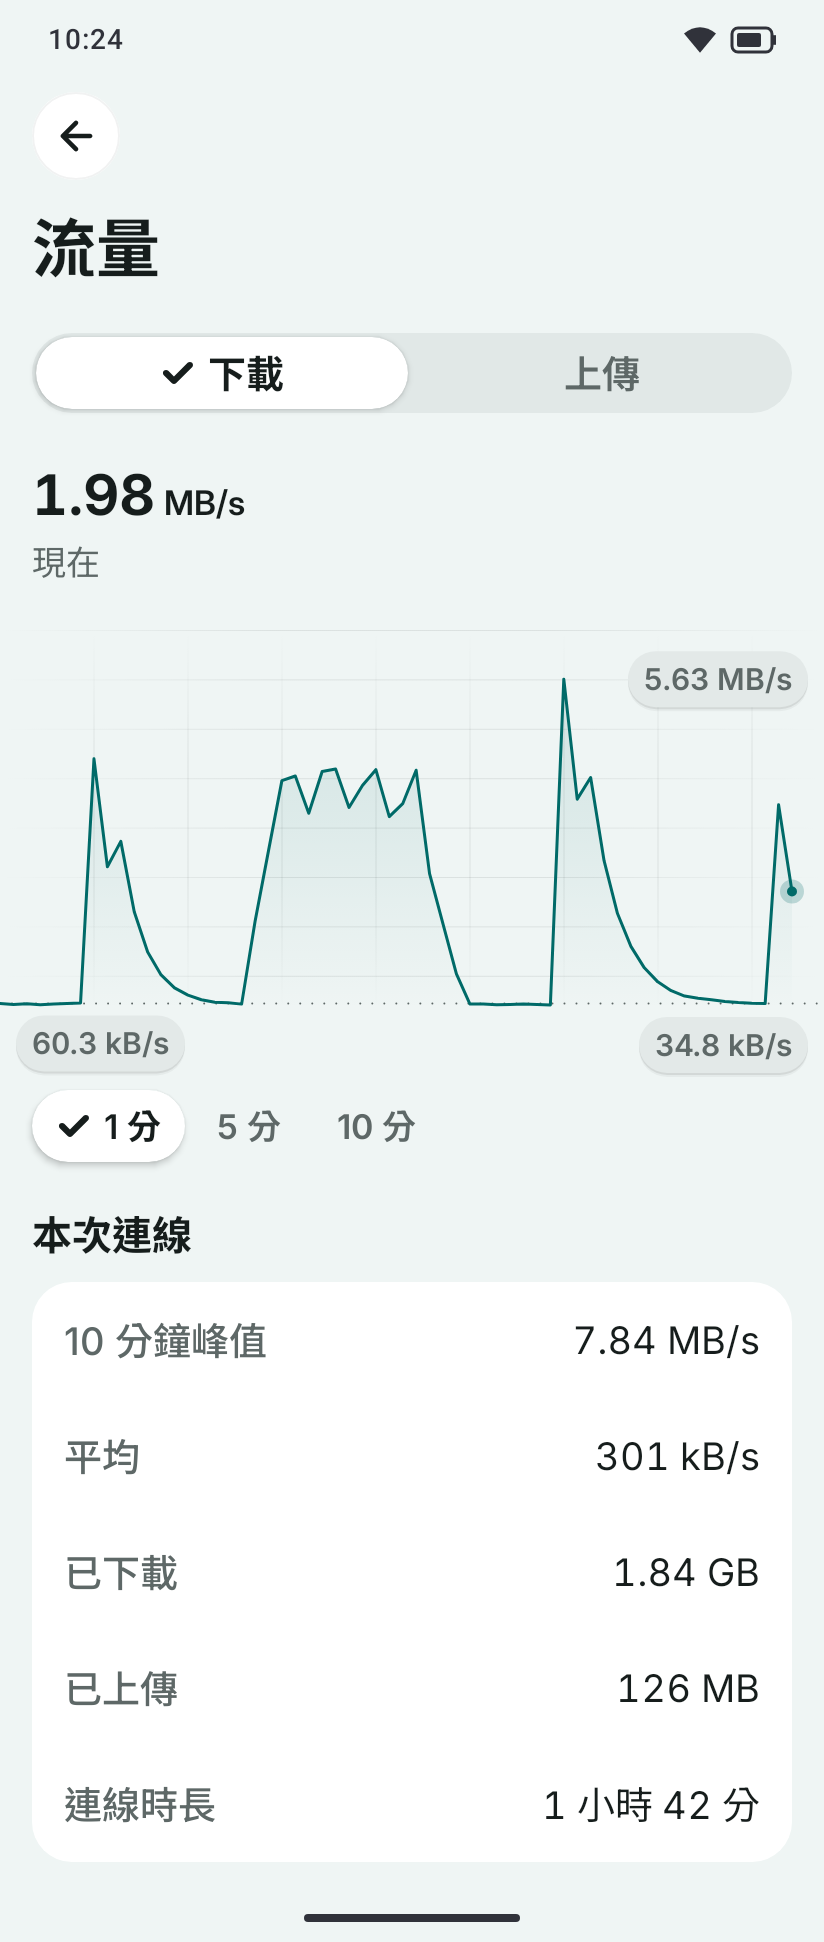 10:24
流量
下載
上傳
1.98 MB/s
現在
5.63 MB/s
60.3 kB/s
34.8 kB/s
1 分
5 分
10 分
本次連線
10 分鐘峰值
7.84 MB/s
平均
301 kB/s
已下載
1.84 GB
已上傳
126 MB
連線時長
1 小時 42 分